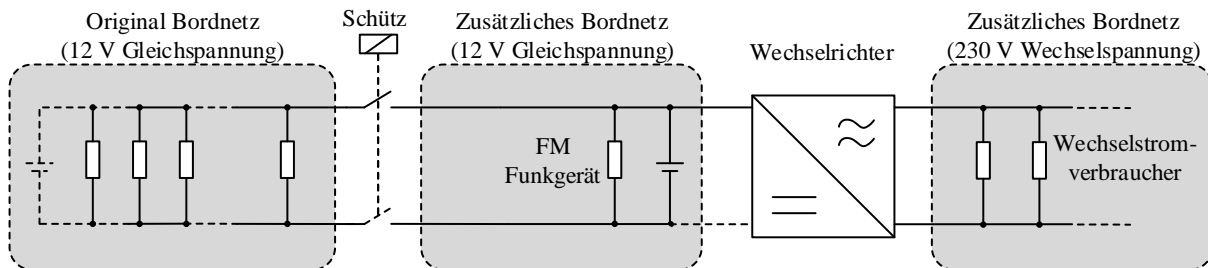 Original Bordnetz
(12 V Gleichspannung)
Schütz
Zusätzliches Bordnetz
(12 V Gleichspannung)
Wechselrichter
Zusätzliches Bordnetz
(230 V Wechselspannung)
FM
Funkgerät
Wechselstrom-
verbraucher